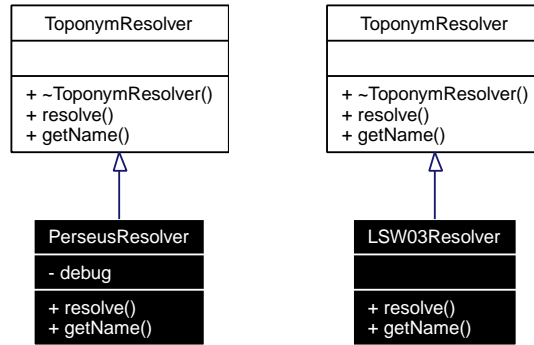 ToponymResolver
+ ~ToponymResolver()
+ resolve()
+ getName()
PerseusResolver
- debug
+ resolve()
+ getName()
ToponymResolver
+ ~ToponymResolver()
+ resolve()
+ getName()
LSW03Resolver
+ resolve()
+ getName()